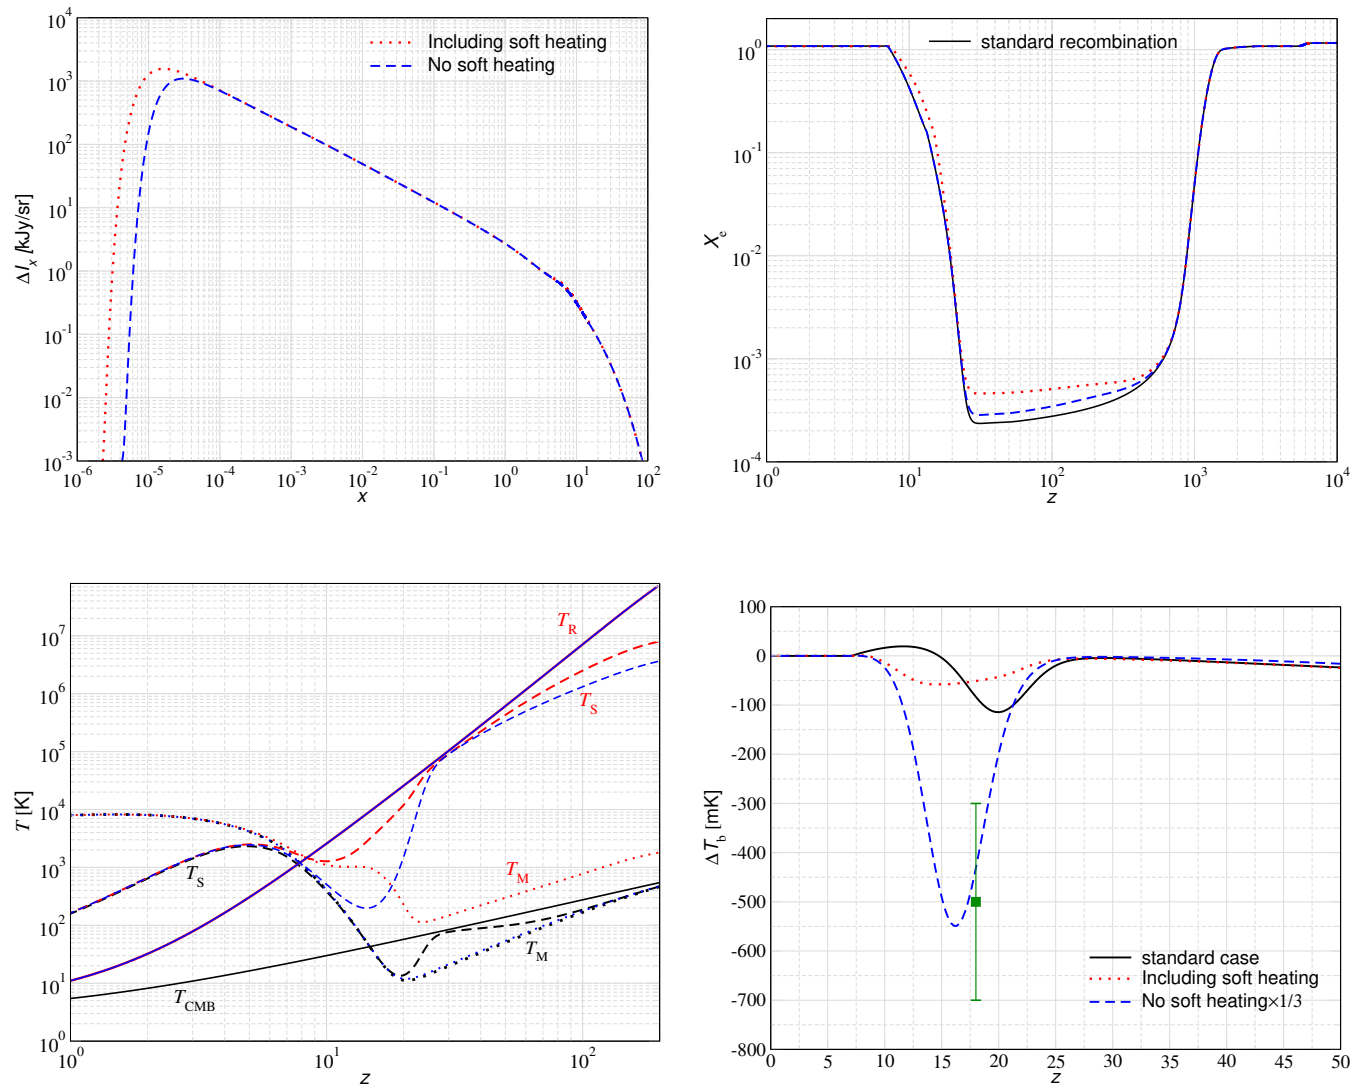 10^4
10^3
10^2
10^1
10^0
10^-1
10^-2
10^-3
ΔI_x [kJy/sr]
Including soft heating
No soft heating
10^-6 10^-5 10^-4 10^-3 10^-2 10^-1 10^0 10^1 10^2
x
10^0
10^-1
10^-2
10^-3
10^-4
X_e
standard recombination
10^0 10^1 10^2 10^3 10^4
z
10^7
10^6
10^5
10^4
10^3
10^2
10^1
10^0
T [K]
T_R
T_S
T_S
T_M
T_M
T_CMB
10^0 10^1 10^2
z
100
0
-100
-200
-300
-400
-500
-600
-700
-800
ΔT_b [mK]
standard case
Including soft heating
No soft heating×1/3
0 5 10 15 20 25 30 35 40 45 50
z